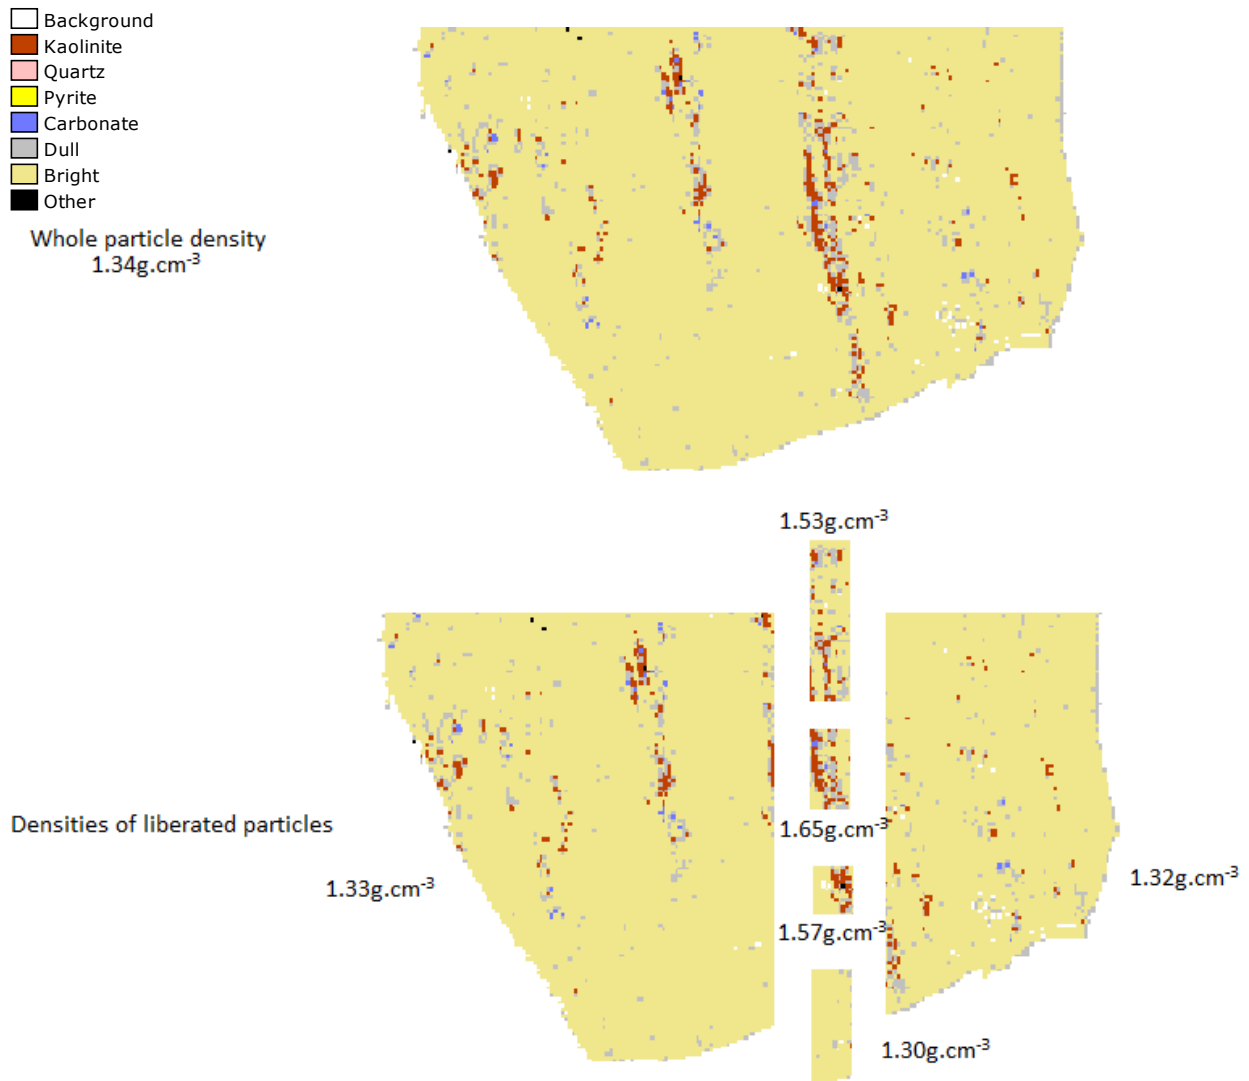 Background
Kaolinite
Quartz
Pyrite
Carbonate
Dull
Bright
Other
Whole particle density
1.34g.cm⁻³
1.53g.cm⁻³
Densities of liberated particles
1.65g.cm⁻³
1.33g.cm⁻³
1.32g.cm⁻³
1.57g.cm⁻³
1.30g.cm⁻³